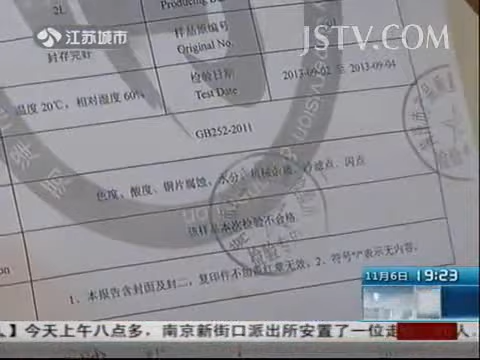 江苏城市
JSTV.COM
2L
样品原编号
Original No.
封存完好
检验日期
Test Date
2013-09-02 至 2013-09-04
温度20℃，相对湿度60%
GB252-2011
色度、酸度、铜片腐蚀、水分、机械杂质、冷滤点、闪点
该样品本次检验不合格
1、本报告含封面及封二，复印件不加盖红章无效，2、符号"/"表示无内容.
11月6日 19:23
】今天上午八点多，南京新街口派出所安置了一位走
人.